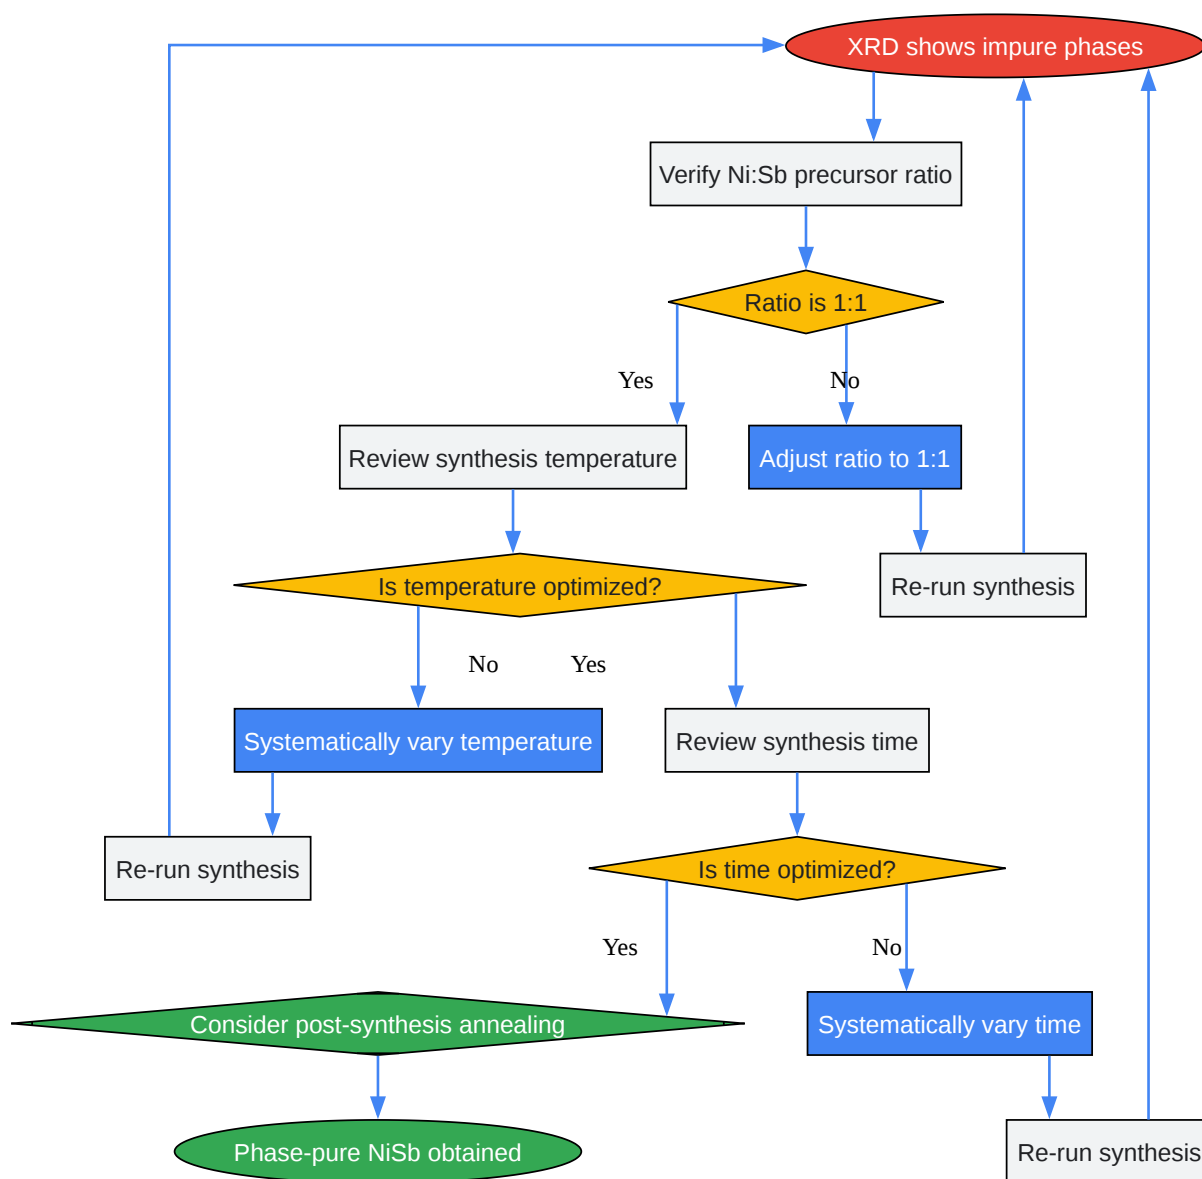 XRD shows impure phases
Verify Ni:Sb precursor ratio
Ratio is 1:1
Yes
No
Review synthesis temperature
Adjust ratio to 1:1
Is temperature optimized?
Re-run synthesis
No
Yes
Systematically vary temperature
Review synthesis time
Re-run synthesis
Is time optimized?
Yes
No
Consider post-synthesis annealing
Systematically vary time
Phase-pure NiSb obtained
Re-run synthesis